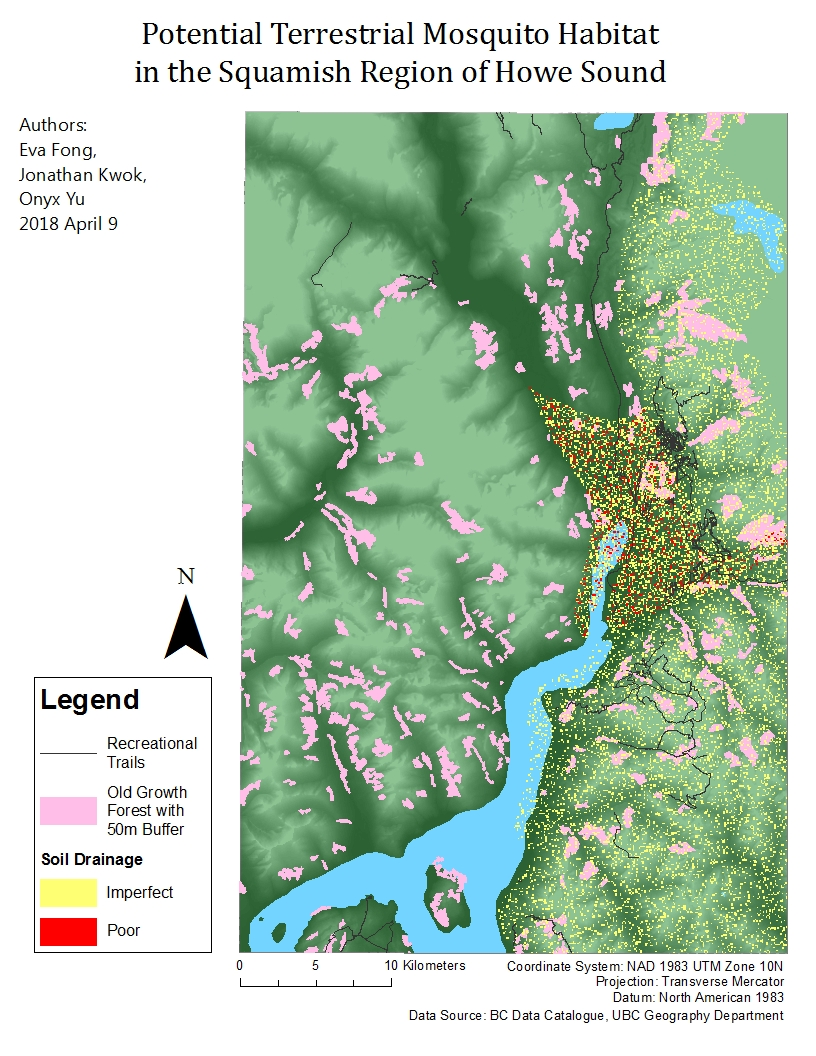 Potential Terrestrial Mosquito Habitat
in the Squamish Region of Howe Sound
Authors:
Eva Fong,
Jonathan Kwok,
Onyx Yu
2018 April 9
N
Legend
Recreational
Trails
Old Growth
Forest with
50m Buffer
Soil Drainage
Imperfect
Poor
0 5 10 Kilometers
Coordinate System: NAD 1983 UTM Zone 10N
Projection: Transverse Mercator
Datum: North American 1983
Data Source: BC Data Catalogue, UBC Geography Department